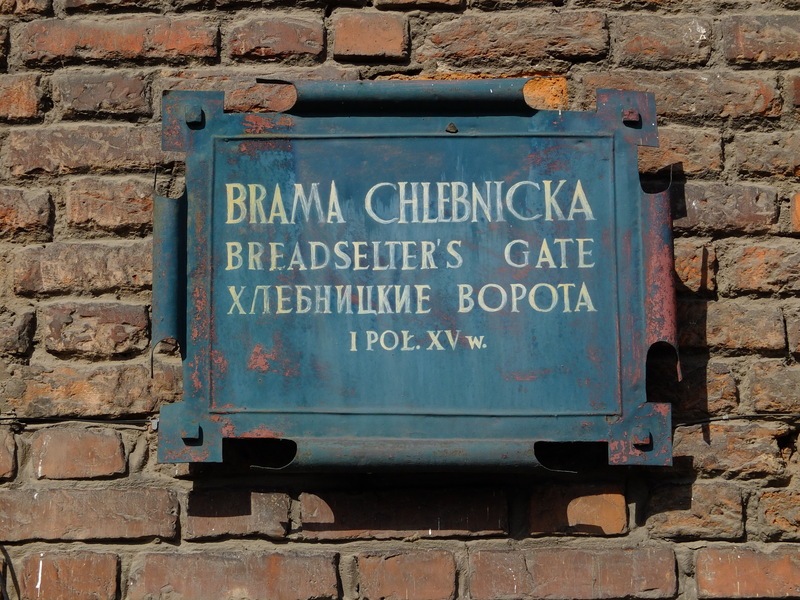 BRAMA CHLEBNICKA
BREADSELTER'S GATE
ХЛЕБНИЦКИЕ ВОРОТА
I POŁ. XV w.